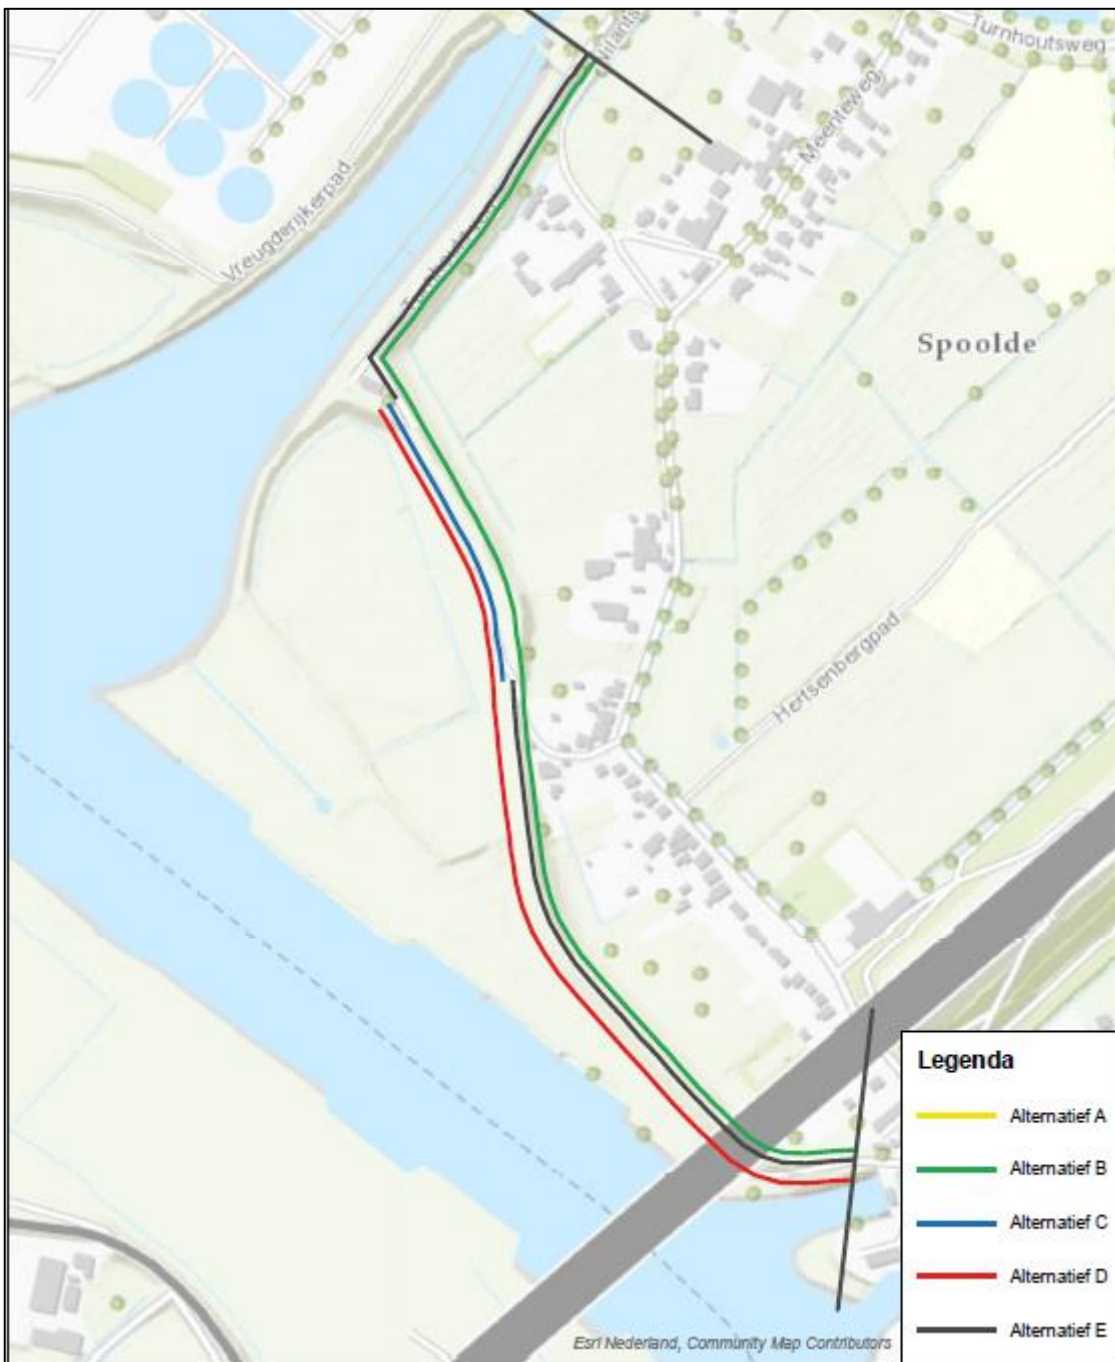 Turnhoutsweg
Meenteweg
Vreugderijkerpad
Spoolde
Hertsenbergpad
Legenda
Alternatief A
Alternatief B
Alternatief C
Alternatief D
Alternatief E
Esri Nederland, Community Map Contributors